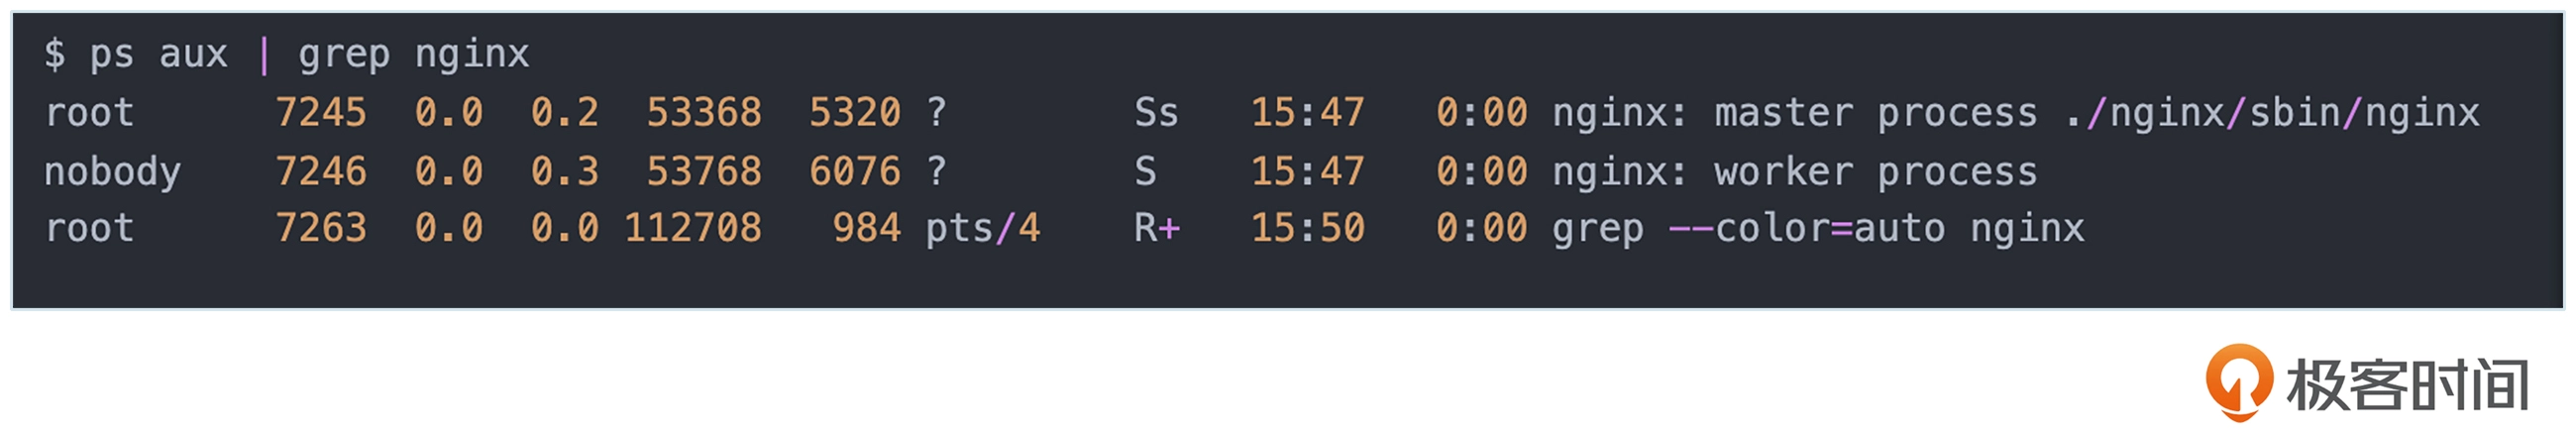 $ ps aux | grep nginx
root      7245  0.0  0.2  53368  5320 ?        Ss   15:47   0:00 nginx: master process ./nginx/sbin/nginx
nobody    7246  0.0  0.3  53768  6076 ?        S    15:47   0:00 nginx: worker process
root      7263  0.0  0.0 112708   984 pts/4    R+   15:50   0:00 grep --color=auto nginx
极客时间